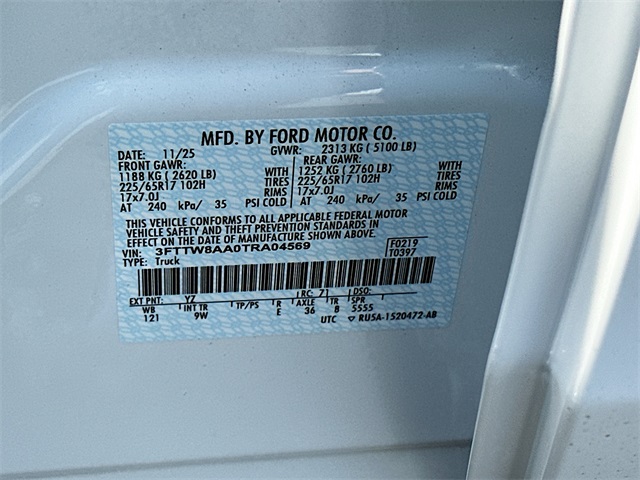 MFD. BY FORD MOTOR CO.
DATE: 11/25 GVWR: 2313 KG ( 5100 LB)
FRONT GAWR: REAR GAWR:
1188 KG ( 2620 LB) WITH 1252 KG ( 2760 LB) WITH
225/65R17 102H TIRES 225/65R17 102H TIRES
17x7.0J RIMS 17x7.0J RIMS
AT 240 kPa/ 35 PSI COLD AT 240 kPa/ 35 PSI COLD
THIS VEHICLE CONFORMS TO ALL APPLICABLE FEDERAL MOTOR
VEHICLE SAFETY AND THEFT PREVENTION STANDARDS IN
EFFECT ON THE DATE OF MANUFACTURE SHOWN ABOVE.
VIN: 3FTTW8AA0TRA04569 F0219
TYPE: Truck T0397
EXT PNT: YZ RC: 71 DSO:
WB INT TR TP/PS R AXLE TR SPR
121 9W E 36 B 5555
UTC ▽ RU5A-1520472-AB